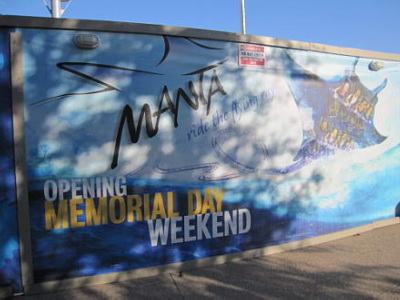 MANTA
ride the flying ray
OPENING
MEMORIAL DAY
WEEKEND